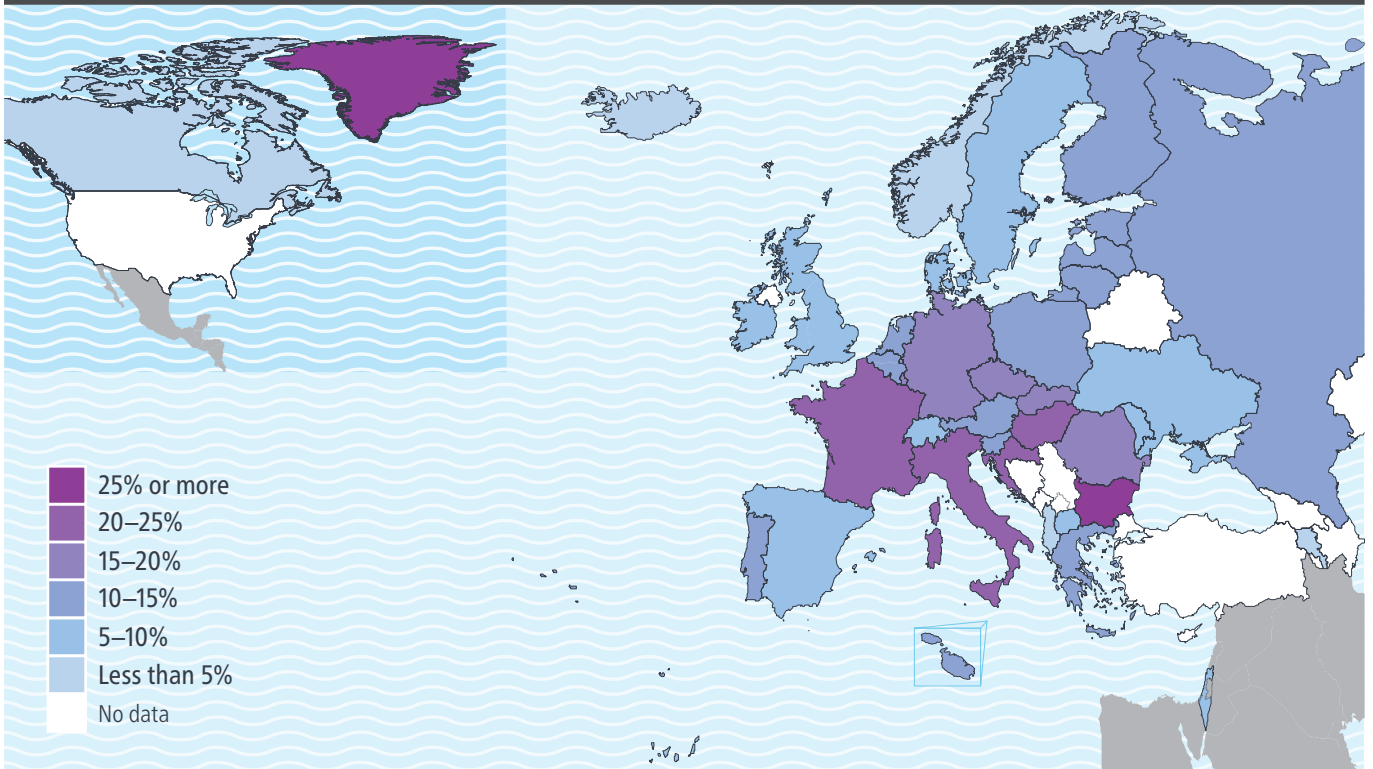 25% or more
20–25%
15–20%
10–15%
5–10%
Less than 5%
No data